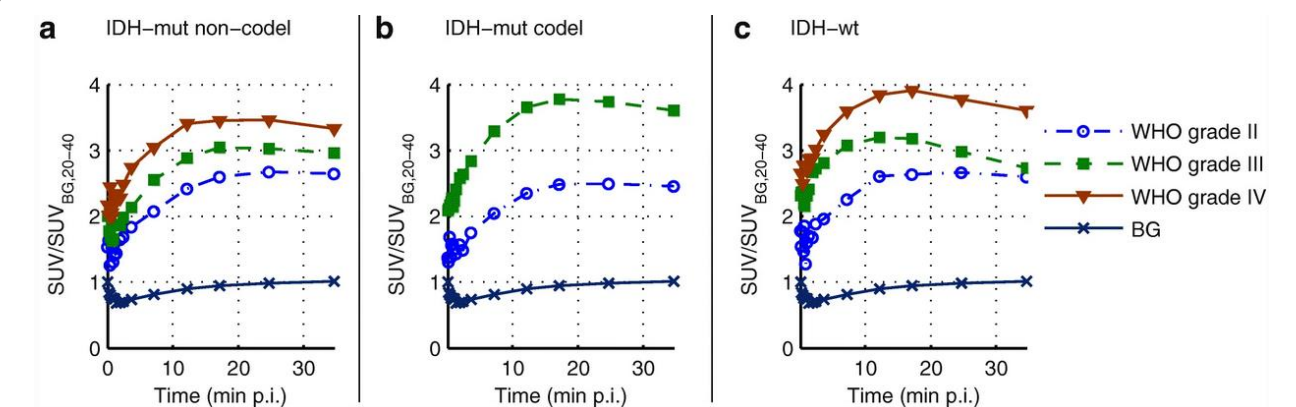 a IDH-mut non-codel
SUV/SUVBG,20-40
4
3
2
1
0
0 10 20 30
Time (min p.i.)
b IDH-mut codel
SUV/SUVBG,20-40
4
3
2
1
0
10 20 30
Time (min p.i.)
c IDH-wt
SUV/SUVBG,20-40
4
3
2
1
0
10 20 30
Time (min p.i.)
WHO grade II
WHO grade III
WHO grade IV
BG